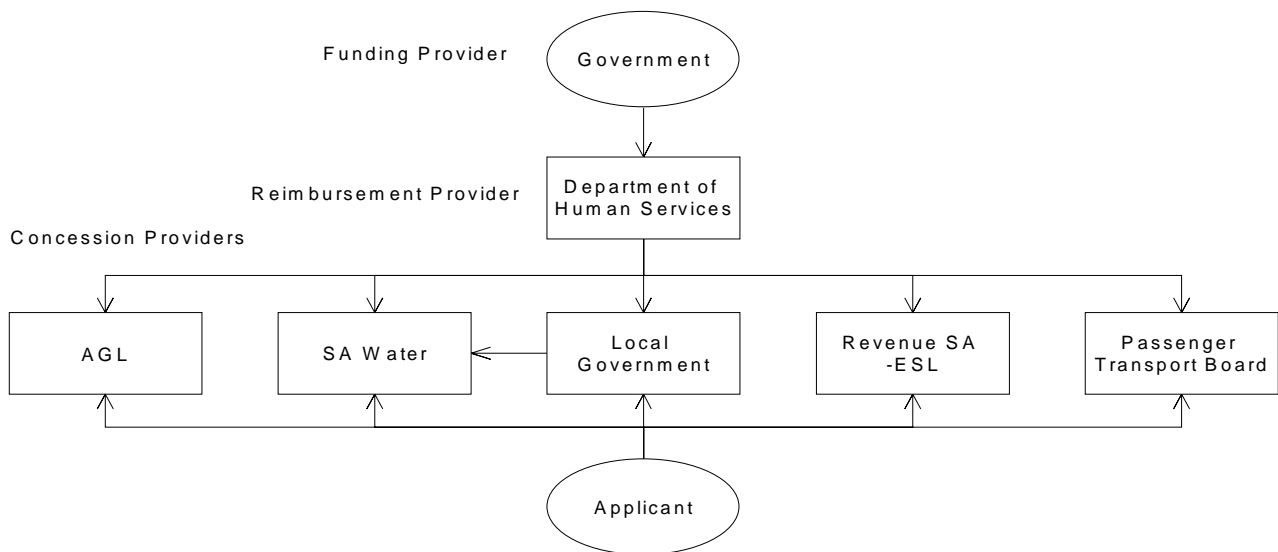 Funding Provider
Government
Reimbursement Provider
Department of
Human Services
Concession Providers
AGL
SA Water
Local
Government
Revenue SA
-ESL
Passenger
Transport Board
Applicant